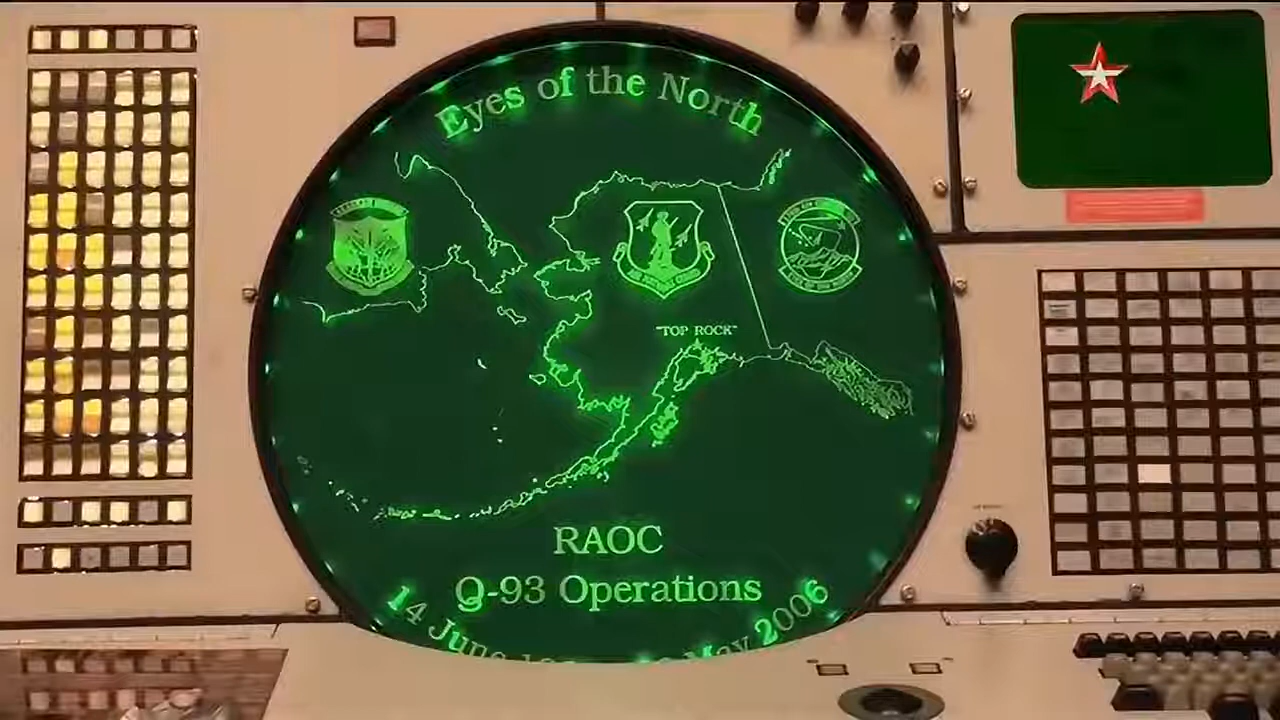 Eyes of the North
"TOP ROCK"
RAOC
Q-93 Operations
14 June
May 2006